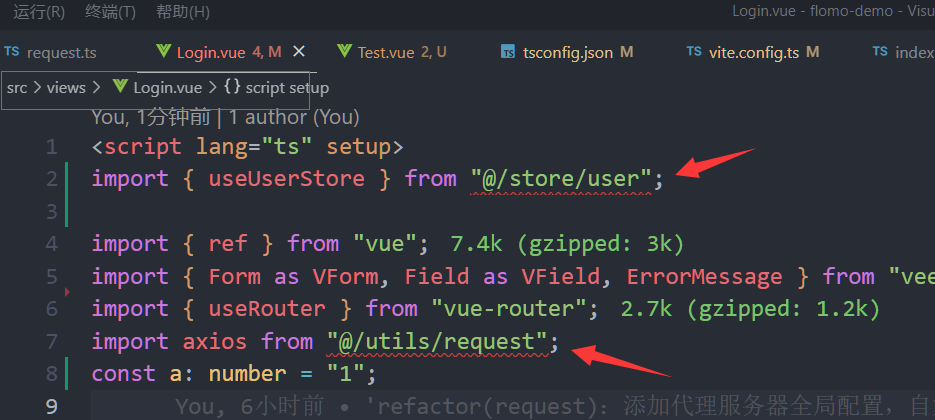 运行(R) 终端(T) 帮助(H) Login.vue - flomo-demo - Visu
TS request.ts Login.vue 4, M × Test.vue 2, U TS tsconfig.json M TS vite.config.ts M TS index
src > views > Login.vue > {} script setup
You, 1分钟前 | 1 author (You)
1 <script lang="ts" setup>
2 import { useUserStore } from "@/store/user";
3
4 import { ref } from "vue"; 7.4k (gzipped: 3k)
5 import { Form as VForm, Field as VField, ErrorMessage } from "vee
6 import { useRouter } from "vue-router"; 2.7k (gzipped: 1.2k)
7 import axios from "@/utils/request";
8 const a: number = "1";
9 You, 6小时前 • 'refactor(request): 添加代理服务器全局配置，自